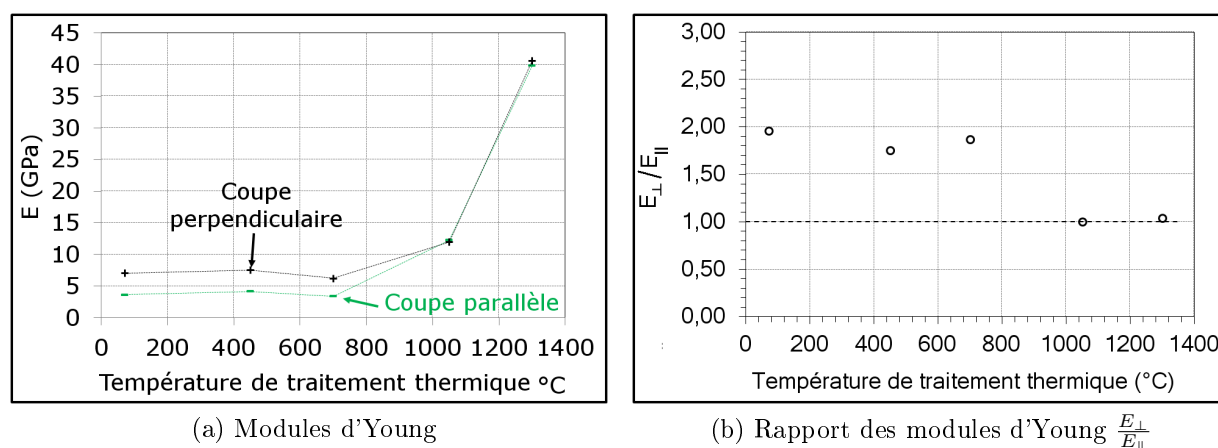 45
40
35
30
25
20
15
10
5
0
E (GPa)
Coupe
perpendiculaire
Coupe parallèle
0 200 400 600 800 1000 1200 1400
Température de traitement thermique ºC
(a) Modules d'Young
3,00
2,50
2,00
1,50
1,00
0,50
0,00
E⊥/E||
0 200 400 600 800 1000 1200 1400
Température de traitement thermique (°C)
(b) Rapport des modules d'Young E⊥/E∥